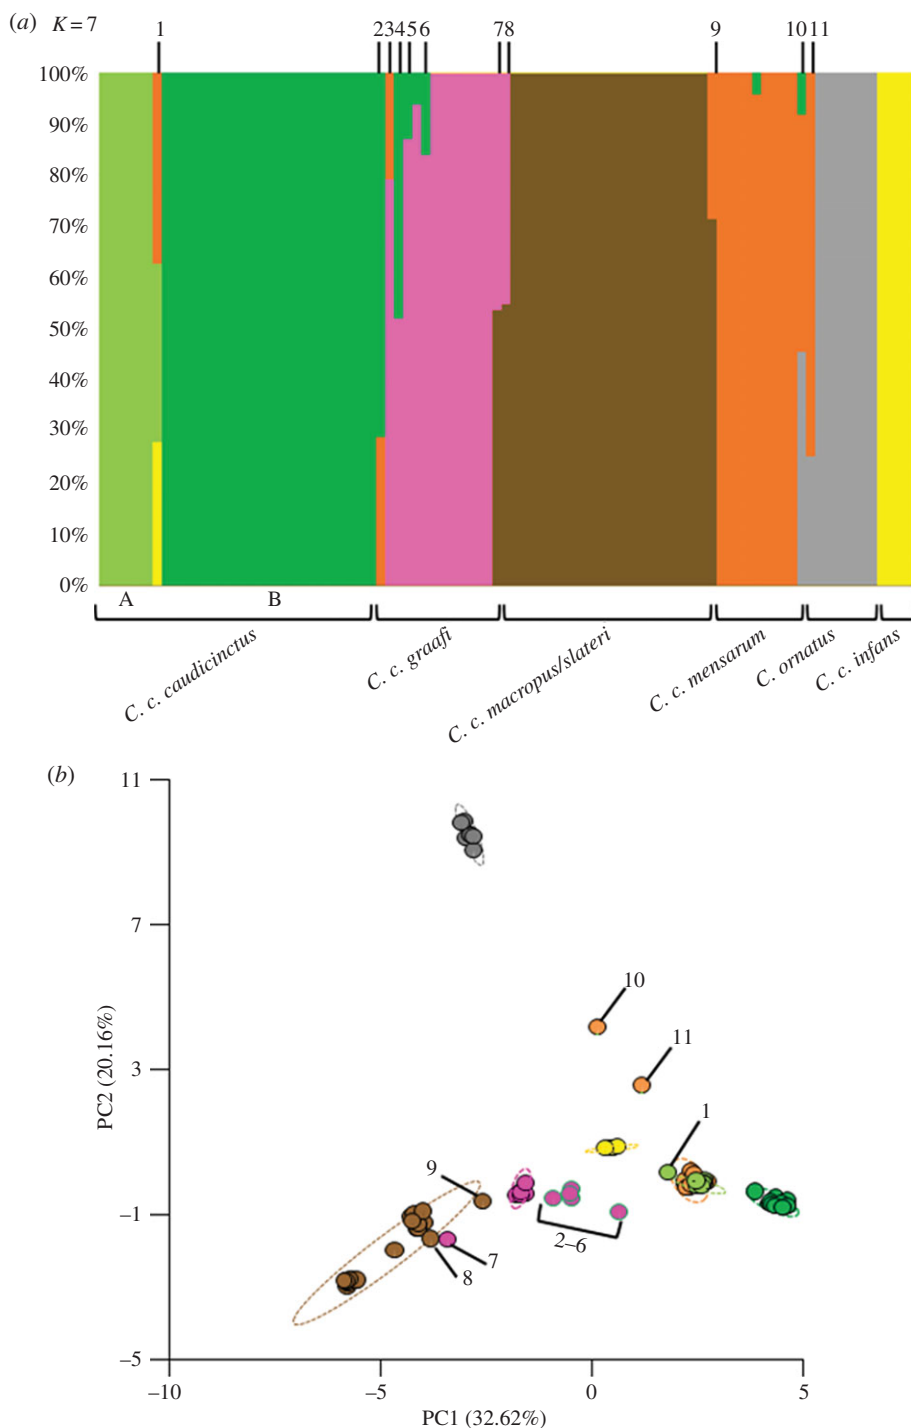 (a) K=7 1 2 3 4 5 6 7 8 9 10 11
100%
90%
80%
70%
60%
50%
40%
30%
20%
10%
0%
A B
C. c. caudicinctus
C. c. graafi
C. c. macropus/slateri
C. c. mensarum
C. ornatus
C. c. infans
(b)
11
7
3
–1
–5
PC2 (20.16%)
10
11
1
9
2–6
7
8
–10 –5 0 5
PC1 (32.62%)